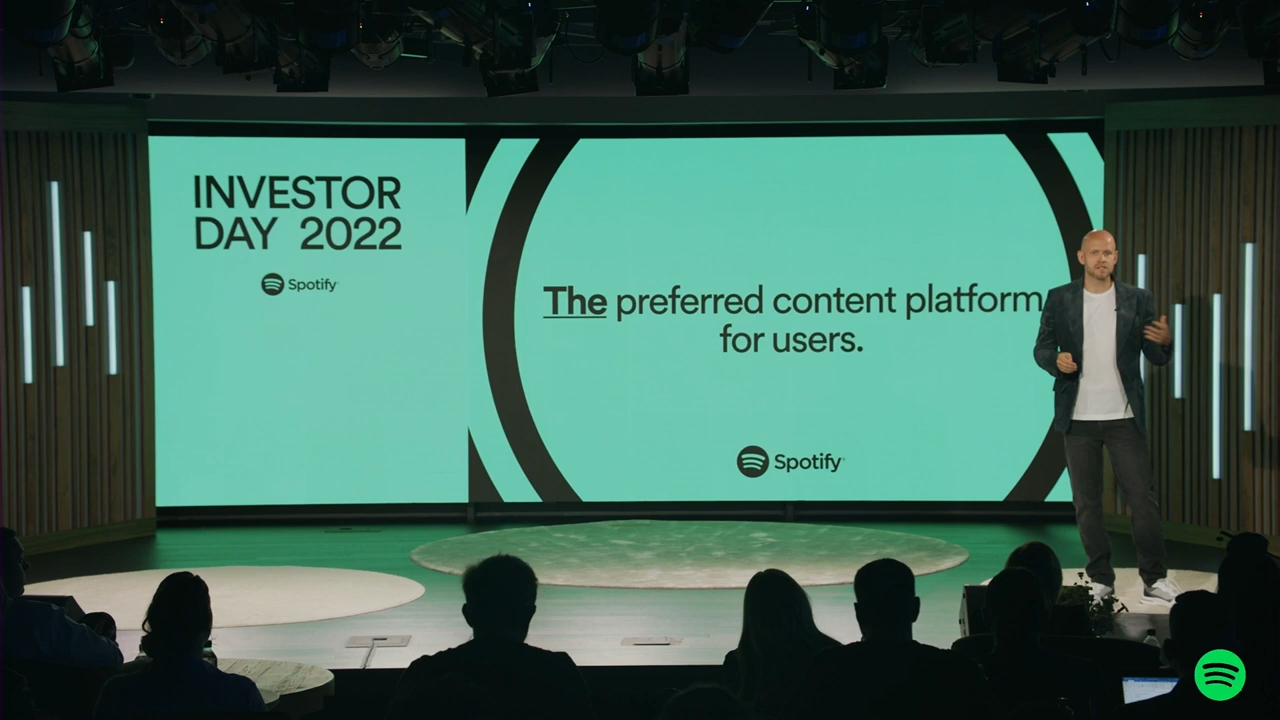 INVESTOR
DAY 2022
Spotify
The preferred content platform
for users.
Spotify